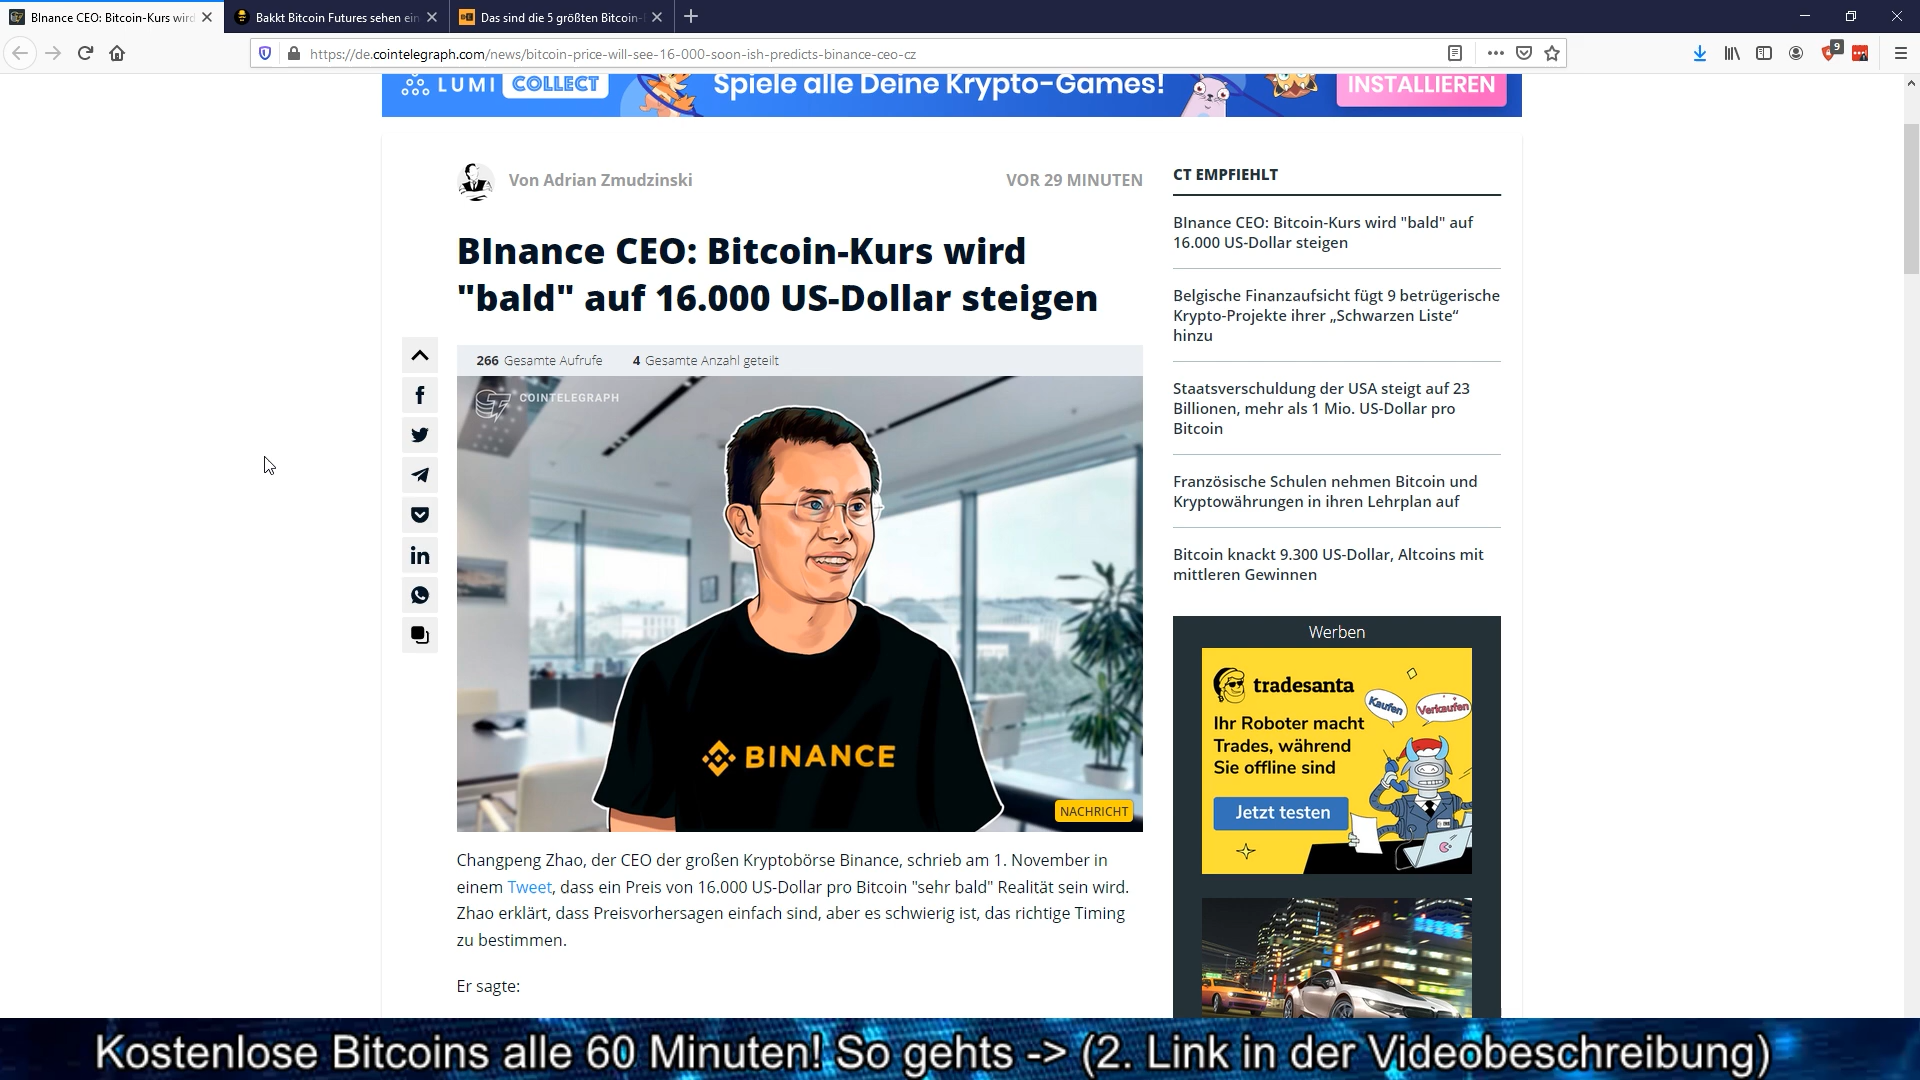 BInance CEO: Bitcoin-Kurs wird
Bakkt Bitcoin Futures sehen ein
Das sind die 5 größten Bitcoin-
https://de.cointelegraph.com/news/bitcoin-price-will-see-16-000-soon-ish-predicts-binance-ceo-cz
9
LUMI COLLECT
Spiele alle Deine Krypto-Games!
INSTALLIEREN
Von Adrian Zmudzinski
VOR 29 MINUTEN
BInance CEO: Bitcoin-Kurs wird
"bald" auf 16.000 US-Dollar steigen
266 Gesamte Aufrufe
4 Gesamte Anzahl geteilt
COINTELEGRAPH
BINANCE
NACHRICHT
Changpeng Zhao, der CEO der großen Kryptobörse Binance, schrieb am 1. November in
einem Tweet, dass ein Preis von 16.000 US-Dollar pro Bitcoin "sehr bald" Realität sein wird.
Zhao erklärt, dass Preisvorhersagen einfach sind, aber es schwierig ist, das richtige Timing
zu bestimmen.
Er sagte:
CT EMPFIEHLT
BInance CEO: Bitcoin-Kurs wird "bald" auf
16.000 US-Dollar steigen
Belgische Finanzaufsicht fügt 9 betrügerische
Krypto-Projekte ihrer „Schwarzen Liste“
hinzu
Staatsverschuldung der USA steigt auf 23
Billionen, mehr als 1 Mio. US-Dollar pro
Bitcoin
Französische Schulen nehmen Bitcoin und
Kryptowährungen in ihren Lehrplan auf
Bitcoin knackt 9.300 US-Dollar, Altcoins mit
mittleren Gewinnen
Werben
tradesanta
Kaufen
Verkaufen
Ihr Roboter macht
Trades, während
Sie offline sind
Jetzt testen
Kostenlose Bitcoins alle 60 Minuten! So gehts -> (2. Link in der Videobeschreibung)